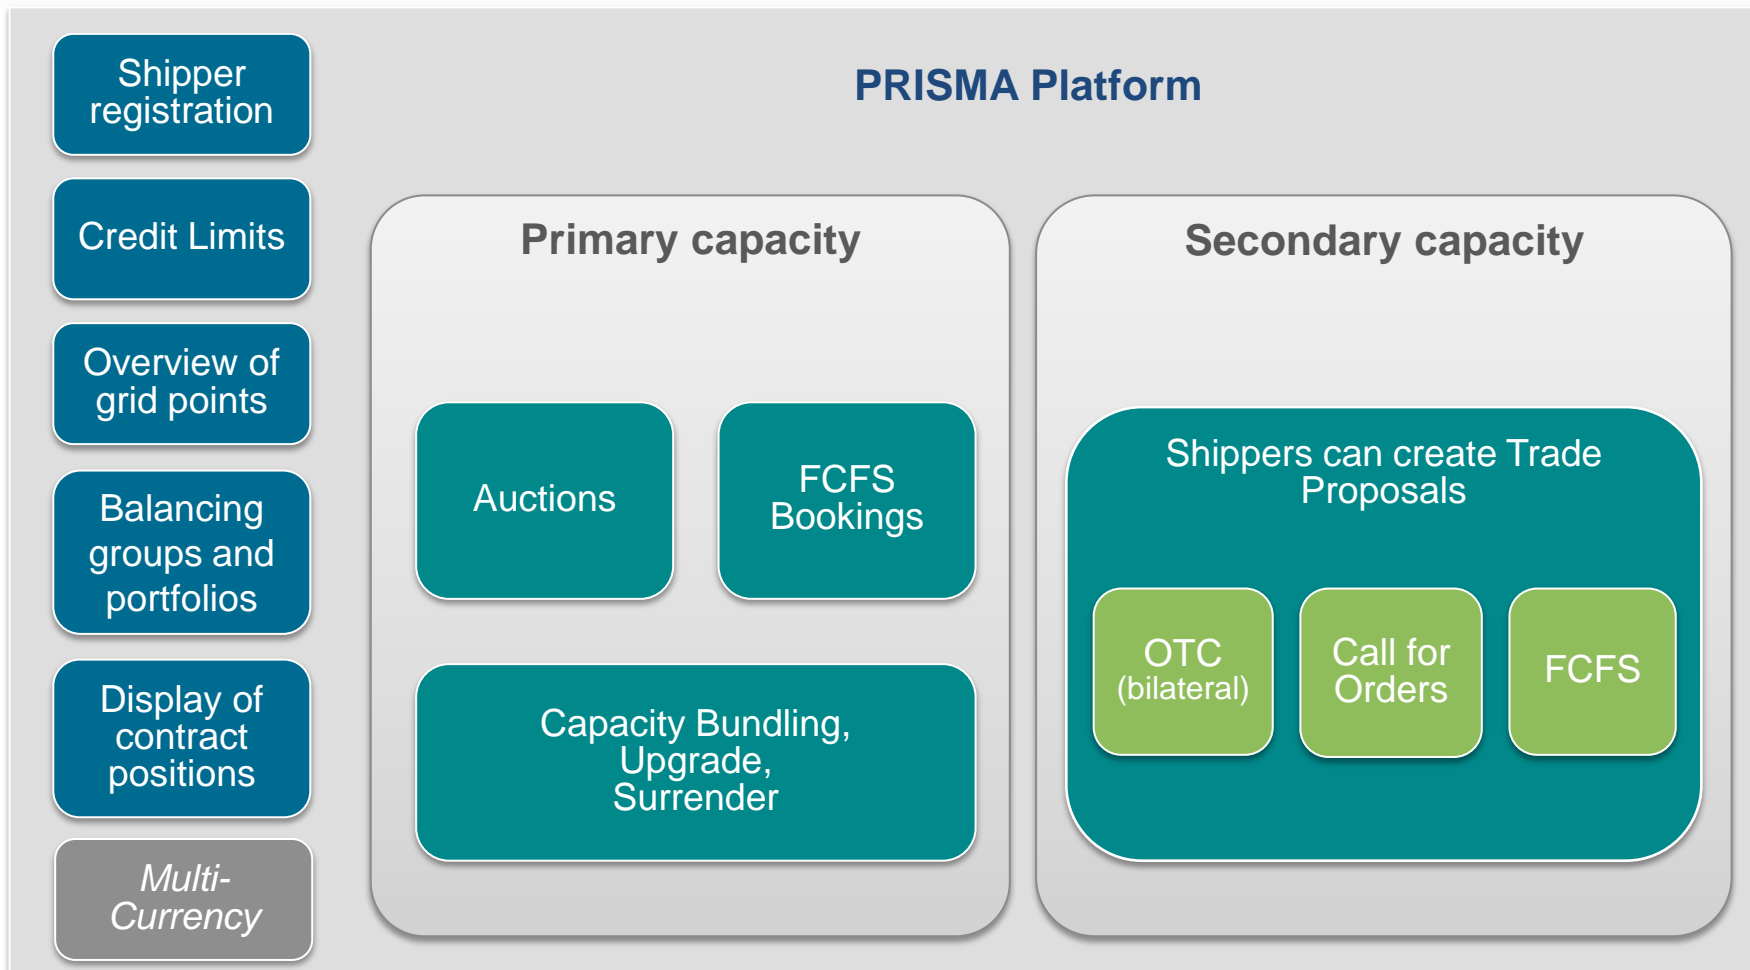 PRISMA Platform
Shipper
registration
Credit Limits
Overview of
grid points
Balancing
groups and
portfolios
Display of
contract
positions
Multi-
Currency
Primary capacity
Auctions
FCFS
Bookings
Capacity Bundling,
Upgrade,
Surrender
Secondary capacity
Shippers can create Trade
Proposals
OTC
(bilateral)
Call for
Orders
FCFS